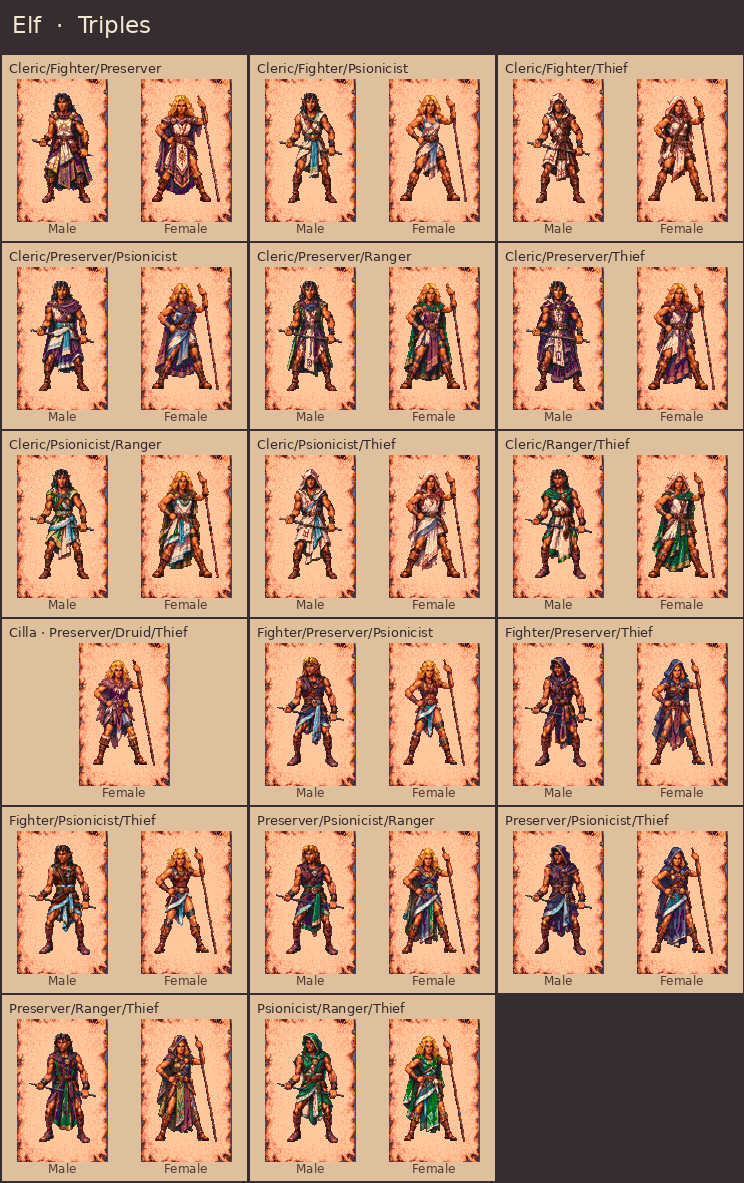 Elf · Triples
Cleric/Fighter/Preserver
Male Female
Cleric/Fighter/Psionicist
Male Female
Cleric/Fighter/Thief
Male Female
Cleric/Preserver/Psionicist
Male Female
Cleric/Preserver/Ranger
Male Female
Cleric/Preserver/Thief
Male Female
Cleric/Psionicist/Ranger
Male Female
Cleric/Psionicist/Thief
Male Female
Cleric/Ranger/Thief
Male Female
Cilla · Preserver/Druid/Thief
Female
Fighter/Preserver/Psionicist
Male Female
Fighter/Preserver/Thief
Male Female
Fighter/Psionicist/Thief
Male Female
Preserver/Psionicist/Ranger
Male Female
Preserver/Psionicist/Thief
Male Female
Preserver/Ranger/Thief
Male Female
Psionicist/Ranger/Thief
Male Female